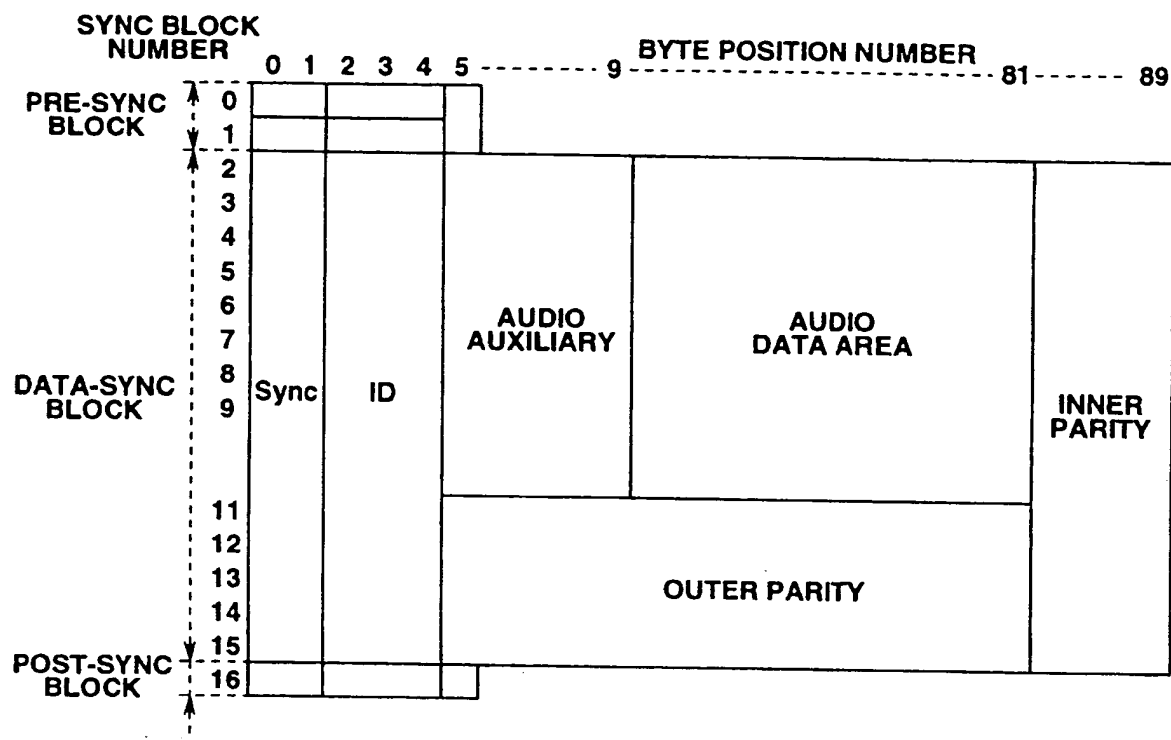 SYNC BLOCK
NUMBER
BYTE POSITION NUMBER
0 1 2 3 4 5 9 81 89
PRE-SYNC
BLOCK
0
1
DATA-SYNC
BLOCK
2
3
4
5
6
7
8
9
11
12
13
14
15
Sync
ID
AUDIO
AUXILIARY
AUDIO
DATA AREA
INNER
PARITY
OUTER PARITY
POST-SYNC
BLOCK
16